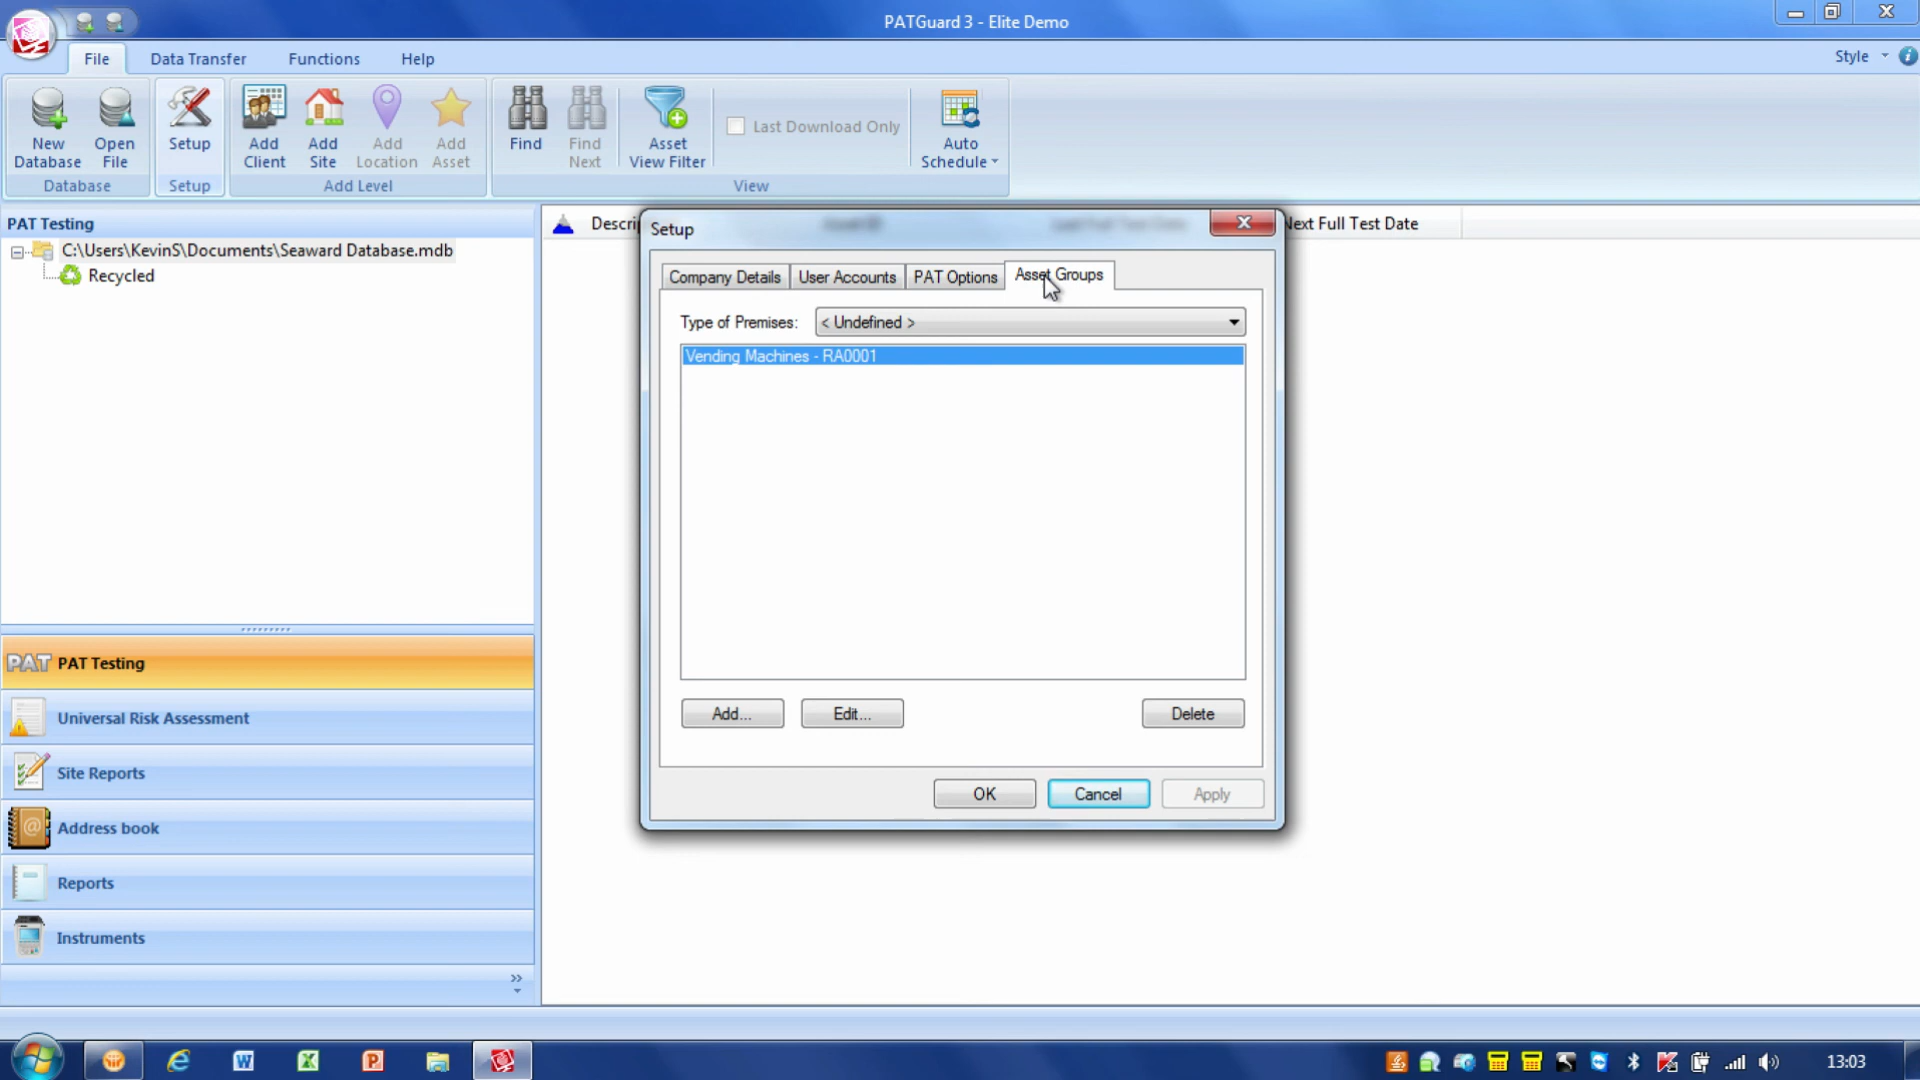 PATGuard 3 - Elite Demo
File
Data Transfer
Functions
Help
Style
New Database
Open File
Setup
Add Client
Add Site
Add Location
Add Asset
Find
Find Next
Asset View Filter
Last Download Only
Auto Schedule
Database
Setup
Add Level
View
PAT Testing
C:\Users\KevinS\Documents\Seaward Database.mdb
Recycled
Next Full Test Date
Setup
Company Details
User Accounts
PAT Options
Asset Groups
Type of Premises:
< Undefined >
Vending Machines - RA0001
Add...
Edit...
Delete
OK
Cancel
Apply
PAT PAT Testing
Universal Risk Assessment
Site Reports
Address book
Reports
Instruments
13:03